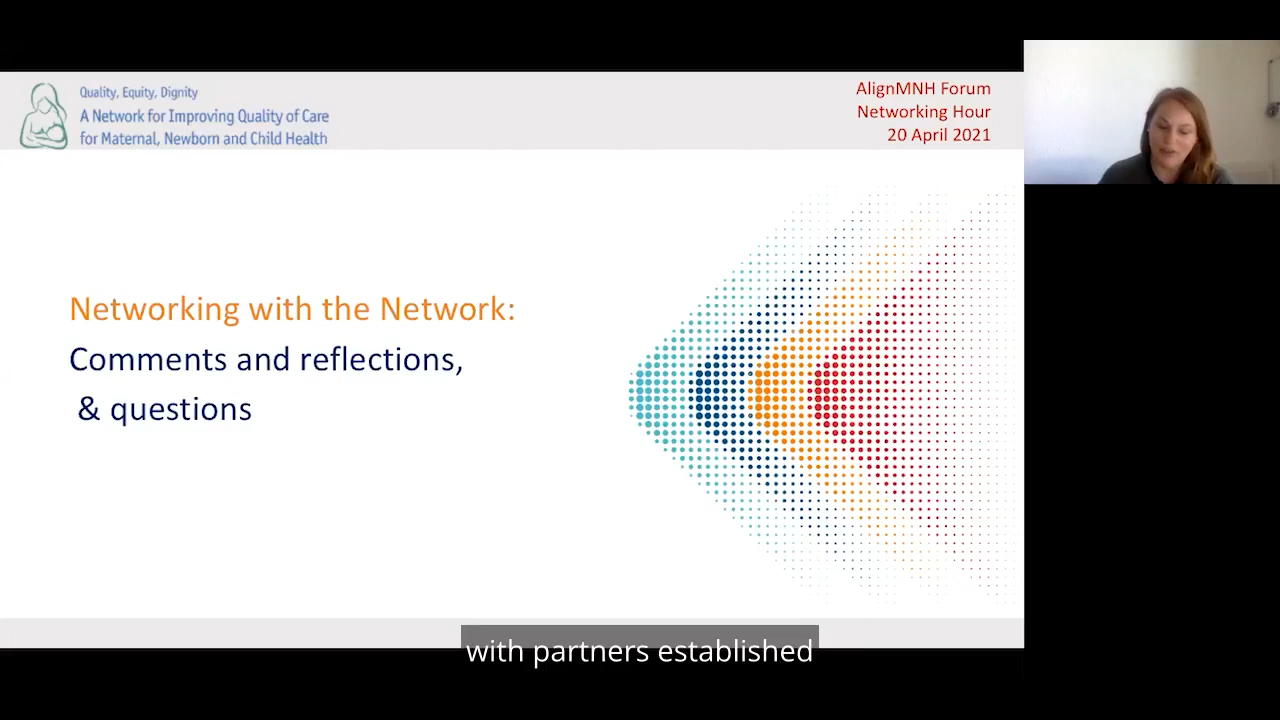 Quality, Equity, Dignity
A Network for Improving Quality of Care
for Maternal, Newborn and Child Health
AlignMNH Forum
Networking Hour
20 April 2021
Networking with the Network:
Comments and reflections,
& questions
with partners established